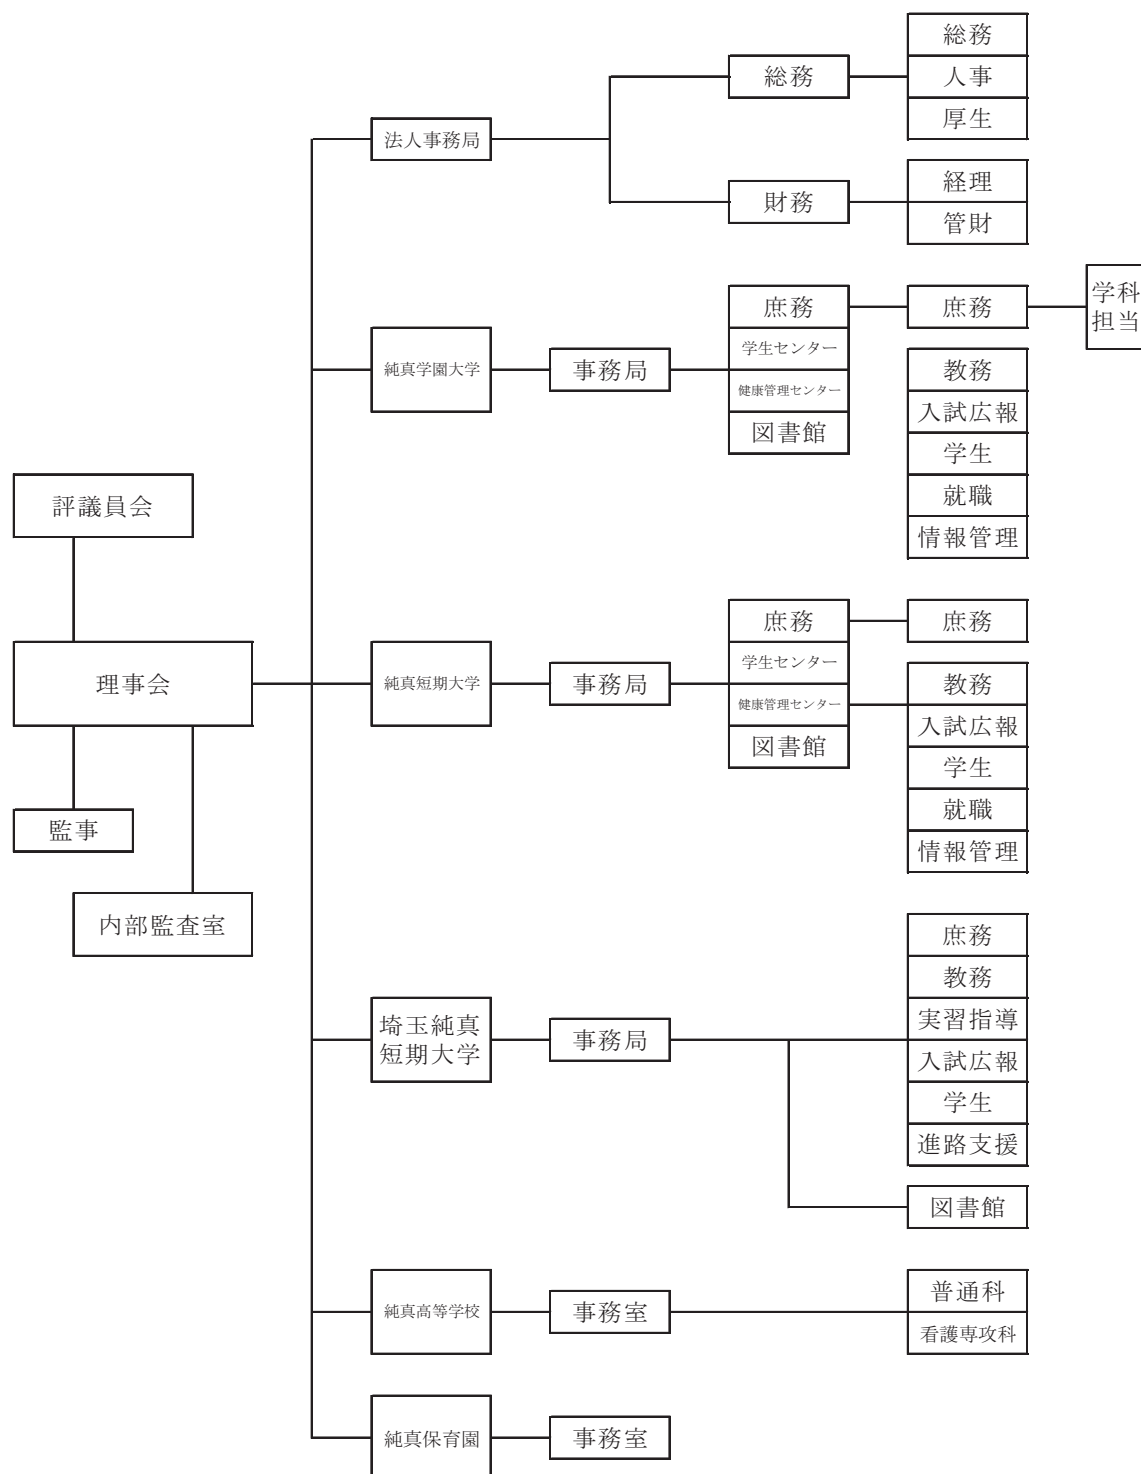 総務
人事
厚生
総務
法人事務局
経理
管財
財務
学科
担当
庶務
学生センター
健康管理センター
図書館
庶務
純真学園大学
事務局
教務
入試広報
学生
就職
情報管理
評議員会
理事会
監事
内部監査室
庶務
学生センター
健康管理センター
図書館
庶務
純真短期大学
事務局
教務
入試広報
学生
就職
情報管理
埼玉純真
短期大学
事務局
庶務
教務
実習指導
入試広報
学生
進路支援
図書館
純真高等学校
事務室
普通科
看護専攻科
純真保育園
事務室